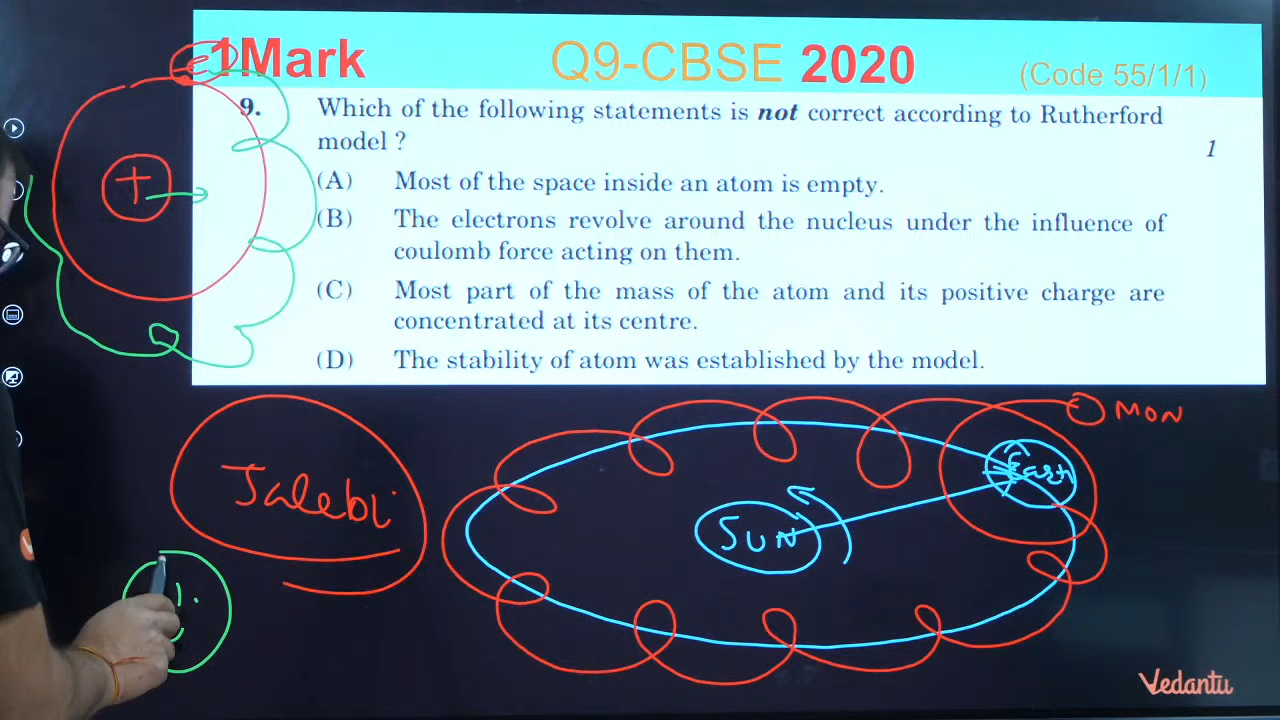 1Mark
Q9-CBSE 2020
(Code 55/1/1)
e
9. Which of the following statements is not correct according to Rutherford
model ?
1
+
(A) Most of the space inside an atom is empty.
(B) The electrons revolve around the nucleus under the influence of
coulomb force acting on them.
(C) Most part of the mass of the atom and its positive charge are
concentrated at its centre.
(D) The stability of atom was established by the model.
MON
Earth
Jalebi
SUN
Vedantu